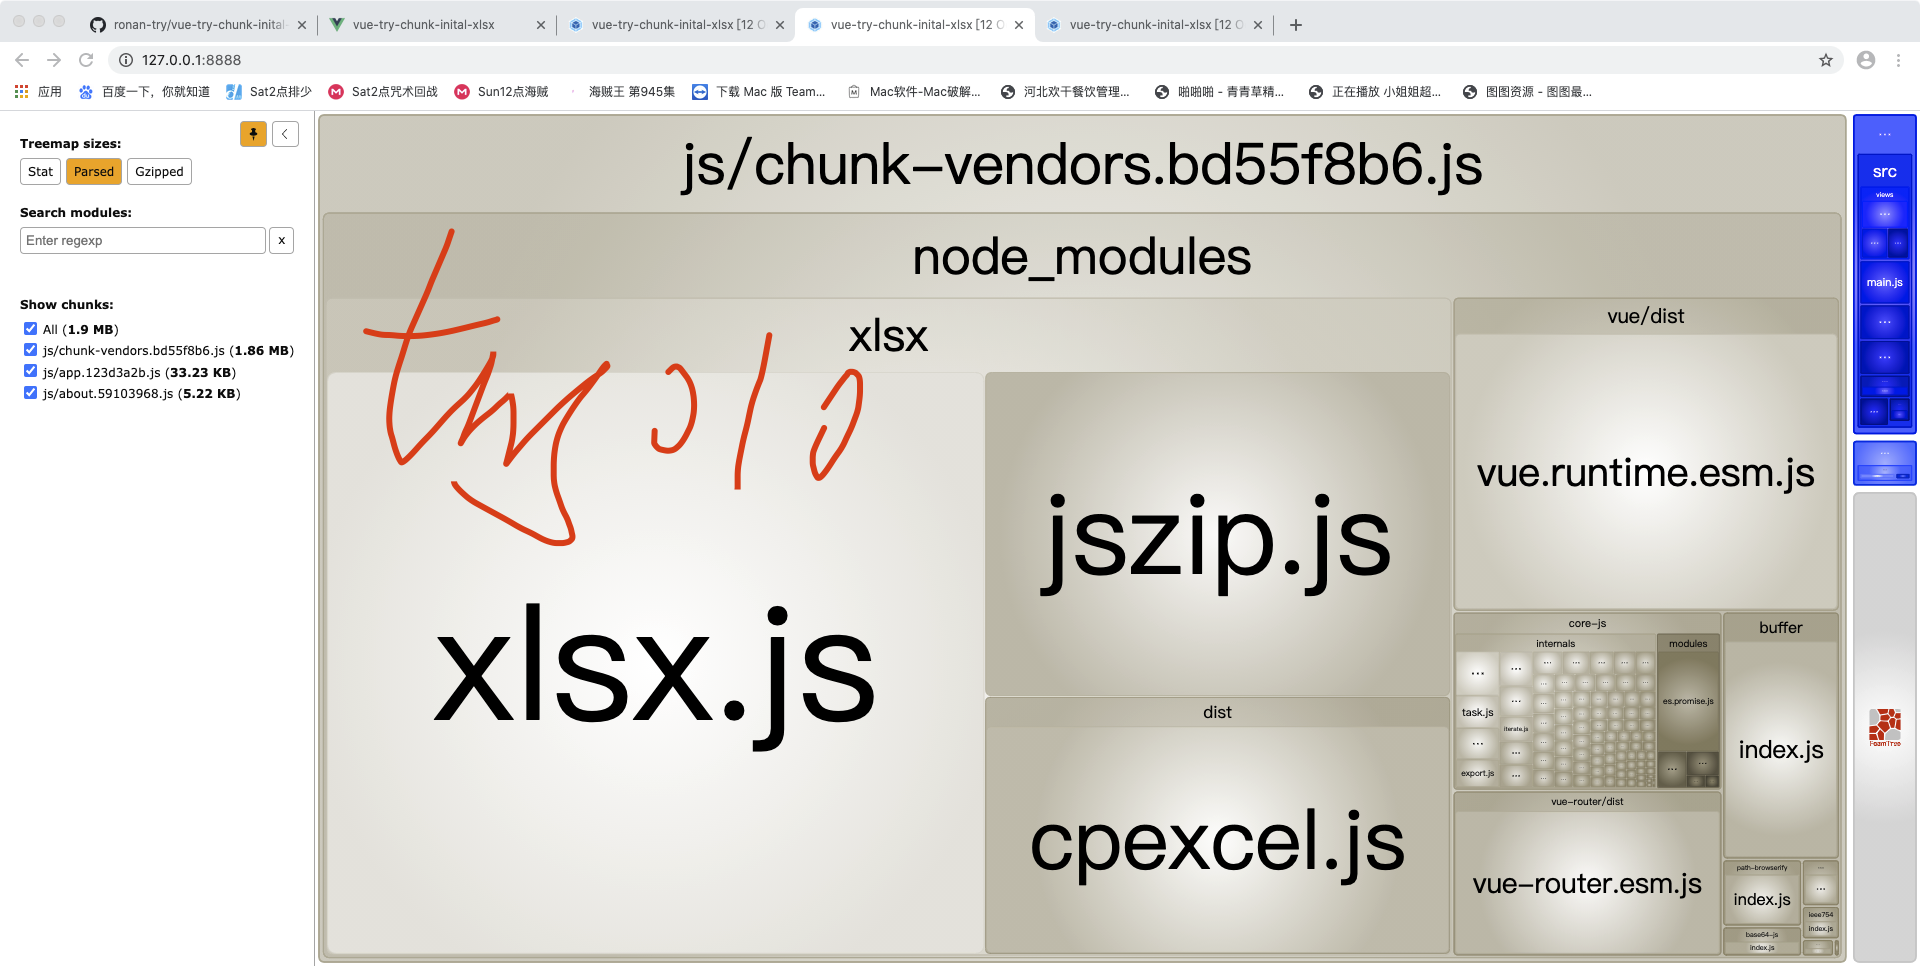 ronan-try/vue-try-chunk-inital-
vue-try-chunk-inital-xlsx
vue-try-chunk-inital-xlsx [12 O
vue-try-chunk-inital-xlsx [12 O
vue-try-chunk-inital-xlsx [12 O
127.0.0.1:8888
应用
百度一下，你就知道
Sat2点排少
Sat2点咒术回战
Sun12点海贼
海贼王 第945集
下载 Mac 版 Team...
Mac软件-Mac破解...
河北欢干餐饮管理...
啪啪啪 - 青青草精...
正在播放 小姐姐超...
图图资源 - 图图最...
Treemap sizes:
Stat
Parsed
Gzipped
Search modules:
Enter regexp
x
Show chunks:
All (1.9 MB)
js/chunk-vendors.bd55f8b6.js (1.86 MB)
js/app.123d3a2b.js (33.23 KB)
js/about.59103968.js (5.22 KB)
js/chunk-vendors.bd55f8b6.js
node_modules
xlsx
xlsx.js
jszip.js
dist
cpexcel.js
vue/dist
vue.runtime.esm.js
core-js
internals
...
...
task.js
...
iterate.js
...
export.js
...
...
modules
es.promise.js
...
...
vue-router/dist
vue-router.esm.js
buffer
index.js
path-browserify
index.js
base64-js
index.js
...
...
ieee754
index.js
...
src
views
...
...
...
main.js
...
...
...
...
FoamTree